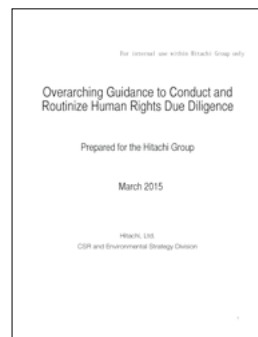 For internal use within Hitachi Group only
Overarching Guidance to Conduct and
Routinize Human Rights Due Diligence
Prepared for the Hitachi Group
March 2015
Hitachi, Ltd.
CSR and Environmental Strategy Division